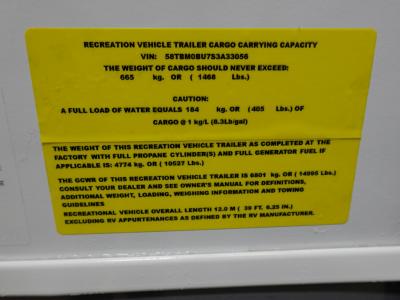 RECREATION VEHICLE TRAILER CARGO CARRYING CAPACITY
VIN: 58TBM0BU7S3A33056
THE WEIGHT OF CARGO SHOULD NEVER EXCEED:
665 kg. OR ( 1468 Lbs.)
CAUTION:
A FULL LOAD OF WATER EQUALS 184 kg. OR (405 Lbs.) OF
CARGO @ 1 kg/L (8.3Lb/gal)
THE WEIGHT OF THIS RECREATION VEHICLE TRAILER AS COMPLETED AT THE
FACTORY WITH FULL PROPANE CYLINDER(S) AND FULL GENERATOR FUEL IF
APPLICABLE IS: 4774 kg. OR ( 10527 Lbs.)
THE GCWR OF THIS RECREATION VEHICLE TRAILER IS 6801 kg. OR ( 14995 Lbs.)
CONSULT YOUR DEALER AND SEE OWNER'S MANUAL FOR DEFINITIONS,
ADDITIONAL WEIGHT, LOADING, WEIGHING INFORMATION AND TOWING
GUIDELINES
RECREATIONAL VEHICLE OVERALL LENGTH 12.0 M ( 39 FT. 6.25 IN.)
EXCLUDING RV APPURTENANCES AS DEFINED BY THE RV MANUFACTURER.